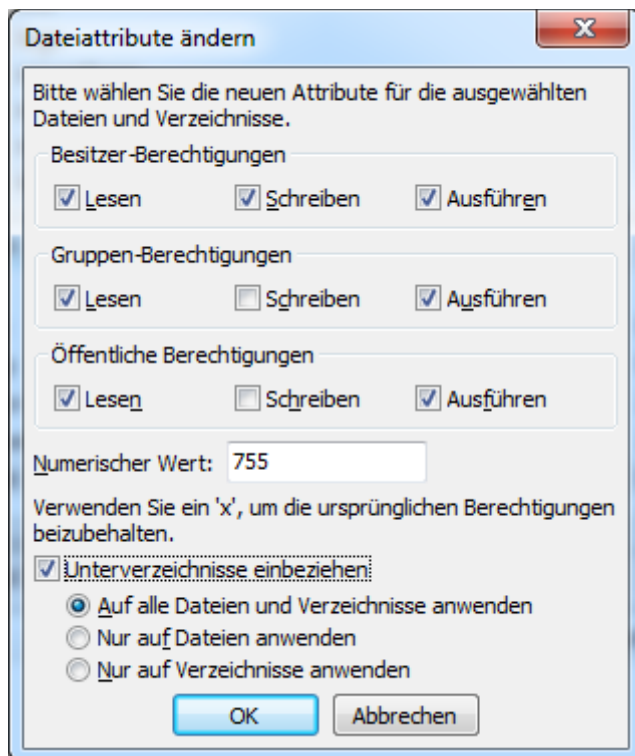 Dateiattribute ändern
Bitte wählen Sie die neuen Attribute für die ausgewählten
Dateien und Verzeichnisse.
Besitzer-Berechtigungen
Lesen Schreiben Ausführen
Gruppen-Berechtigungen
Lesen Schreiben Ausführen
Öffentliche Berechtigungen
Lesen Schreiben Ausführen
Numerischer Wert: 755
Verwenden Sie ein 'x', um die ursprünglichen Berechtigungen
beizubehalten.
Unterverzeichnisse einbeziehen
Auf alle Dateien und Verzeichnisse anwenden
Nur auf Dateien anwenden
Nur auf Verzeichnisse anwenden
OK Abbrechen